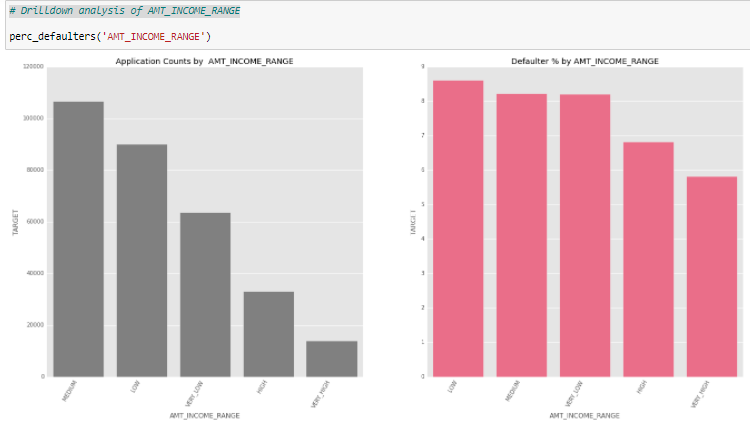 # Drilldown analysis of AMT_INCOME_RANGE
perc_defaulters('AMT_INCOME_RANGE')
Application Counts by AMT_INCOME_RANGE
120000
100000
80000
60000
40000
20000
0
TARGET
MEDIUM
LOW
VERY_LOW
HIGH
VERY_HIGH
AMT_INCOME_RANGE
Defaulter % by AMT_INCOME_RANGE
9
8
7
6
5
4
3
2
1
0
TARGET
LOW
MEDIUM
VERY_LOW
HIGH
VERY_HIGH
AMT_INCOME_RANGE